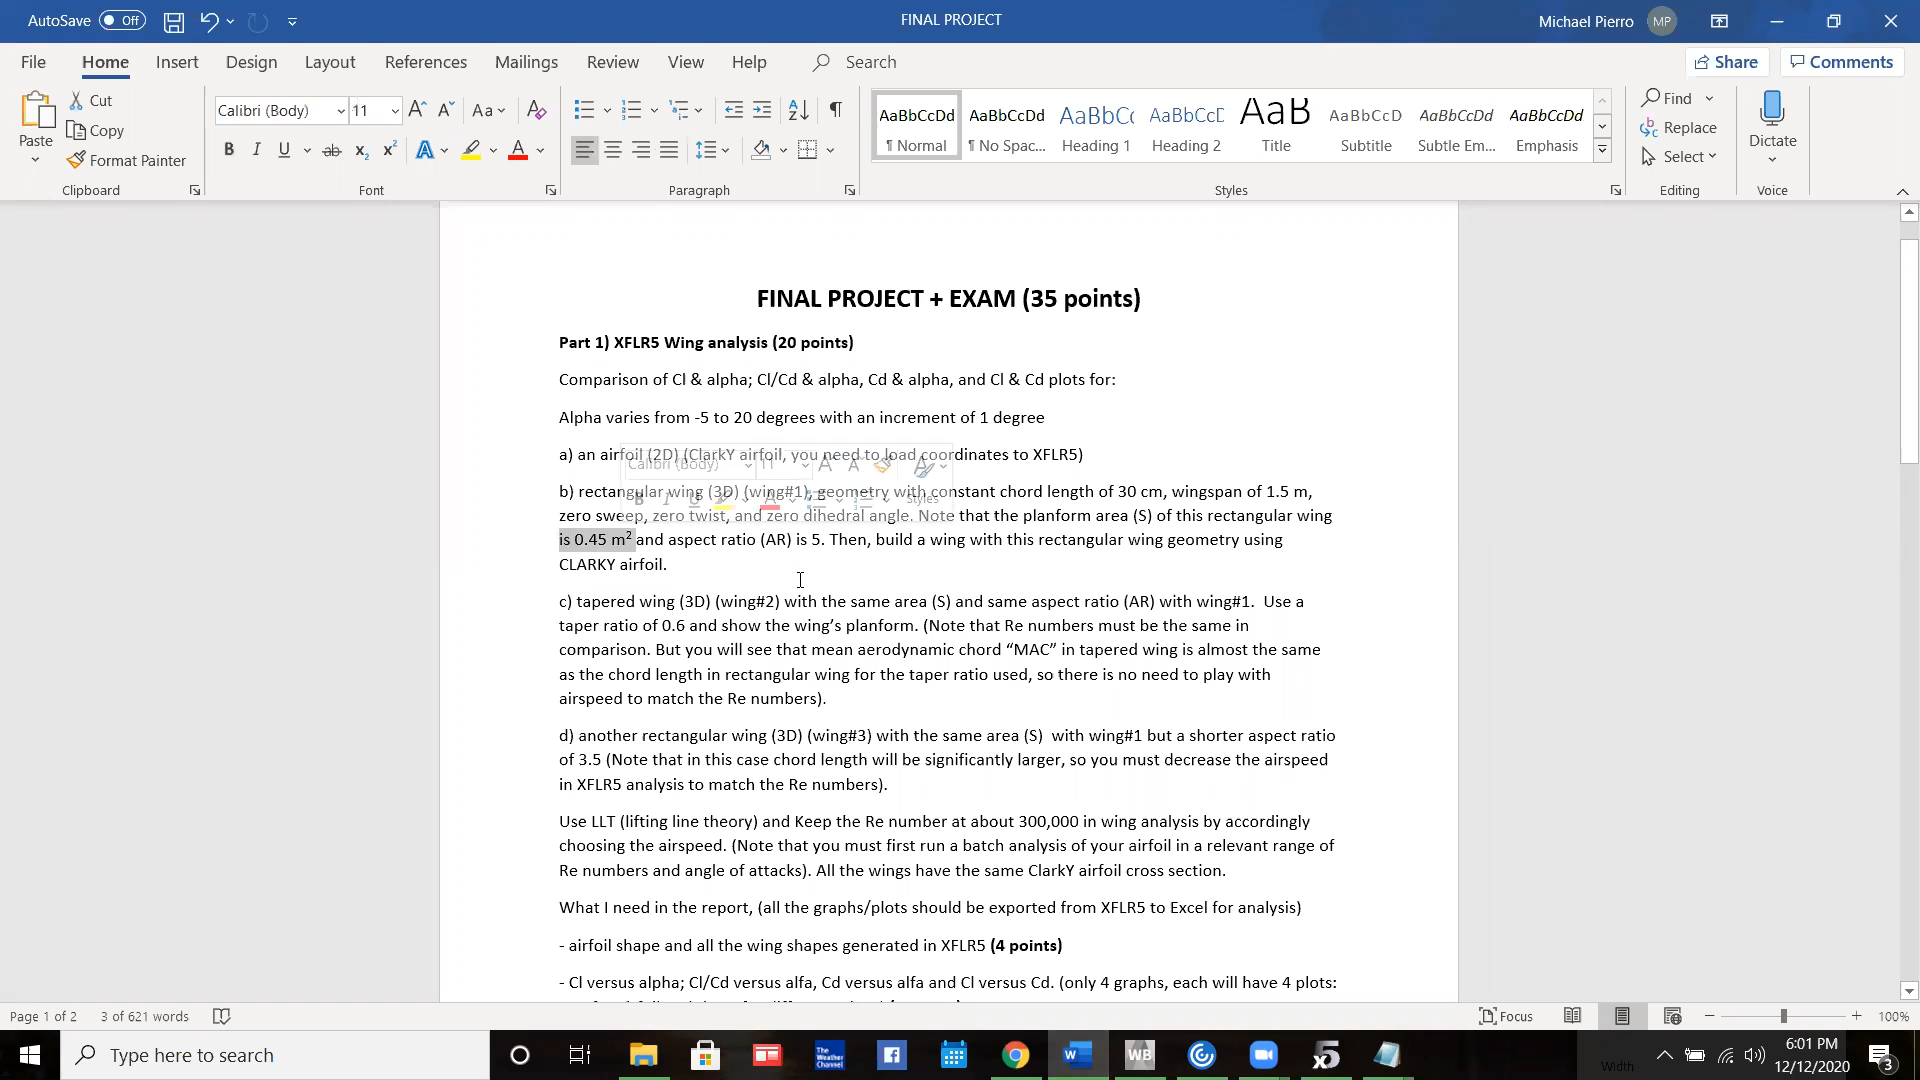 AutoSave Off
FINAL PROJECT
Michael Pierro MP
File Home Insert Design Layout References Mailings Review View Help Search
Share Comments
Paste
Cut
Copy
Format Painter
Clipboard
Calibri (Body) 11
Font
Paragraph
AaBbCcDd AaBbCcDd AaBbC AaBbCcD AaB AaBbCcD AaBbCcDd AaBbCcDd
¶ Normal ¶ No Spac... Heading 1 Heading 2 Title Subtitle Subtle Em... Emphasis
Styles
Find
Replace
Select
Editing
Dictate
Voice
FINAL PROJECT + EXAM (35 points)
Part 1) XFLR5 Wing analysis (20 points)
Comparison of Cl & alpha; Cl/Cd & alpha, Cd & alpha, and Cl & Cd plots for:
Alpha varies from -5 to 20 degrees with an increment of 1 degree
a) an airfoil (2D) (ClarkY airfoil, you need to load coordinates to XFLR5)
Calibri (Body) 11
b) rectangular wing (3D) (wing#1), geometry with constant chord length of 30 cm, wingspan of 1.5 m,
Styles
zero sweep, zero twist, and zero dihedral angle. Note that the planform area (S) of this rectangular wing
is 0.45 m² and aspect ratio (AR) is 5. Then, build a wing with this rectangular wing geometry using
CLARKY airfoil.
c) tapered wing (3D) (wing#2) with the same area (S) and same aspect ratio (AR) with wing#1.  Use a
taper ratio of 0.6 and show the wing’s planform. (Note that Re numbers must be the same in
comparison. But you will see that mean aerodynamic chord “MAC” in tapered wing is almost the same
as the chord length in rectangular wing for the taper ratio used, so there is no need to play with
airspeed to match the Re numbers).
d) another rectangular wing (3D) (wing#3) with the same area (S)  with wing#1 but a shorter aspect ratio
of 3.5 (Note that in this case chord length will be significantly larger, so you must decrease the airspeed
in XFLR5 analysis to match the Re numbers).
Use LLT (lifting line theory) and Keep the Re number at about 300,000 in wing analysis by accordingly
choosing the airspeed. (Note that you must first run a batch analysis of your airfoil in a relevant range of
Re numbers and angle of attacks). All the wings have the same ClarkY airfoil cross section.
What I need in the report, (all the graphs/plots should be exported from XFLR5 to Excel for analysis)
- airfoil shape and all the wing shapes generated in XFLR5 (4 points)
- Cl versus alpha; Cl/Cd versus alfa, Cd versus alfa and Cl versus Cd. (only 4 graphs, each will have 4 plots:
Page 1 of 2 3 of 621 words
Focus
100%
Type here to search
The Weather Channel
WB
x5
Width
6:01 PM
12/12/2020
3